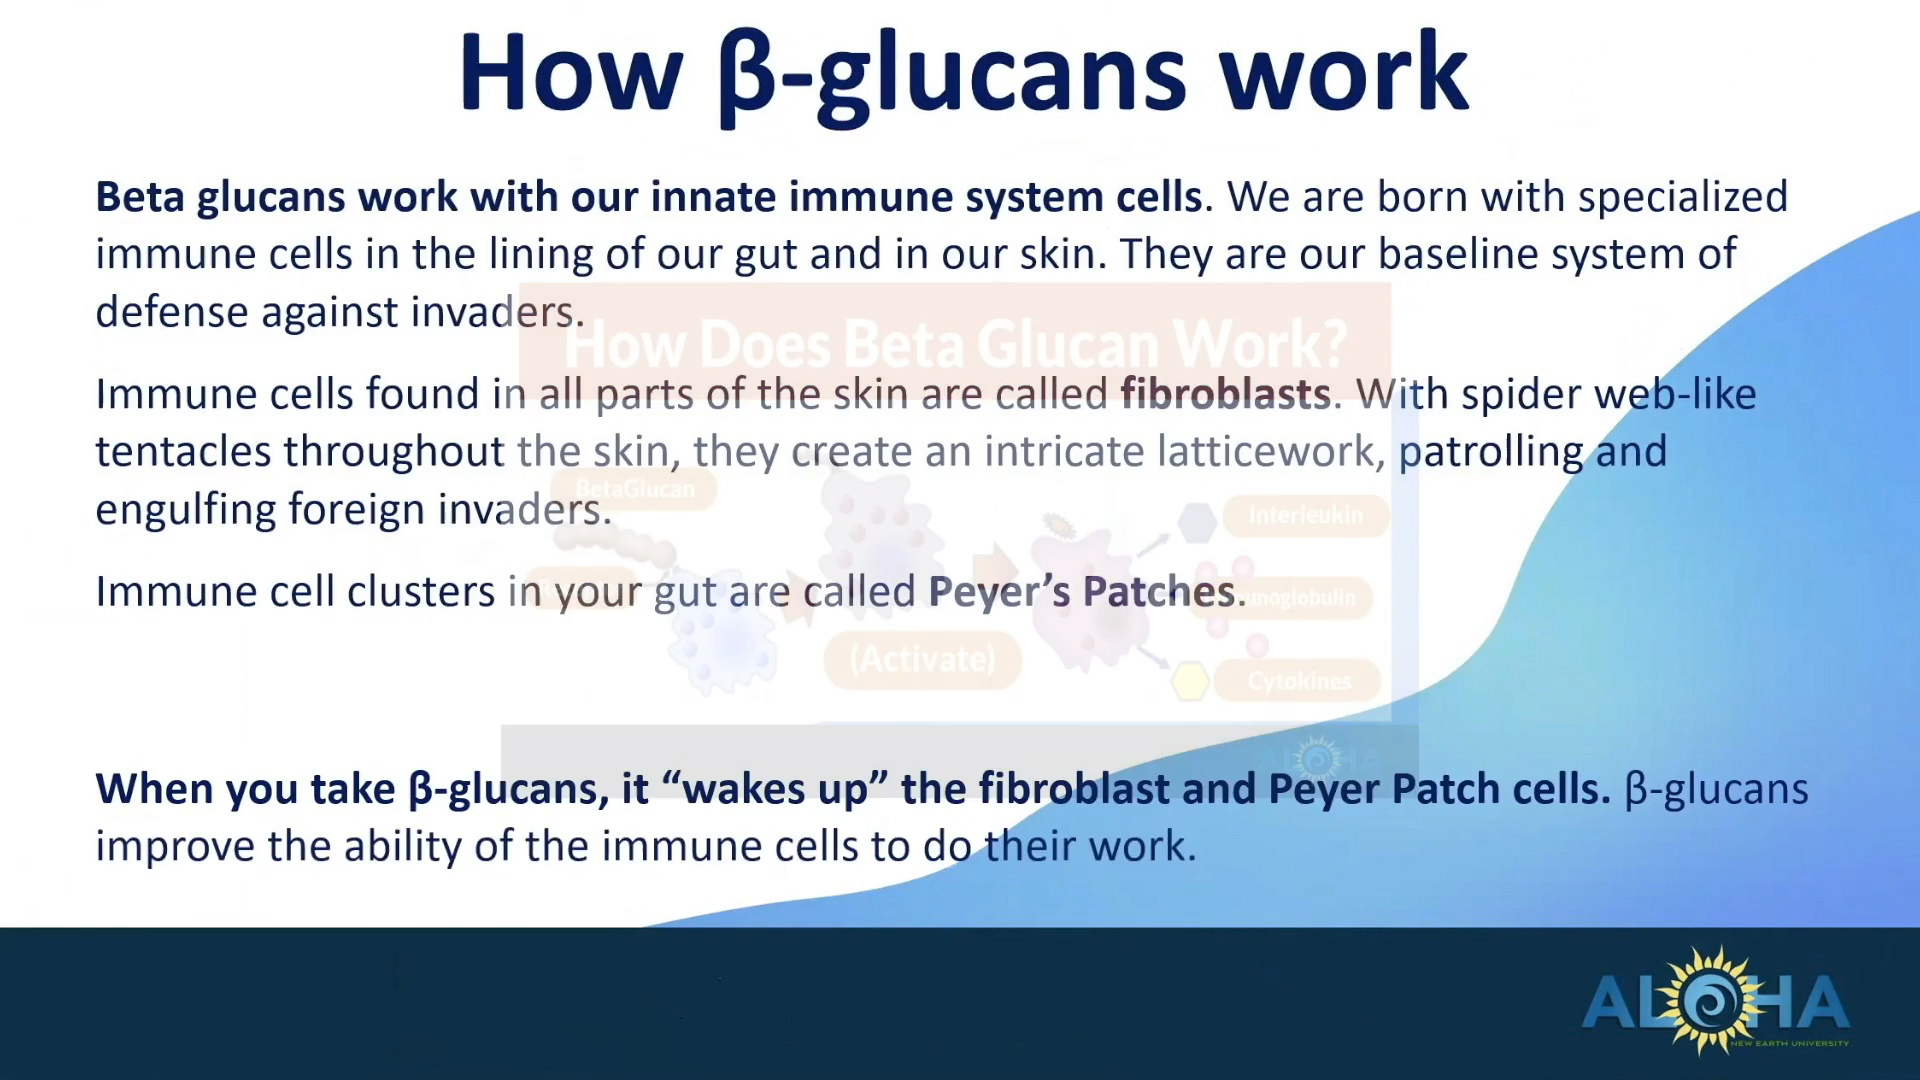 How β-glucans work
Beta glucans work with our innate immune system cells. We are born with specialized
immune cells in the lining of our gut and in our skin. They are our baseline system of
defense against invaders.
How Does Beta Glucan Work?
Immune cells found in all parts of the skin are called fibroblasts. With spider web-like
tentacles throughout the skin, they create an intricate latticework, patrolling and
engulfing foreign invaders.
BetaGlucan
Interleukin
Immune cell clusters in your gut are called Peyer’s Patches.
(Activate)
Cytokines
When you take β-glucans, it “wakes up” the fibroblast and Peyer Patch cells. β-glucans
improve the ability of the immune cells to do their work.
ALOHA
NEW EARTH UNIVERSITY